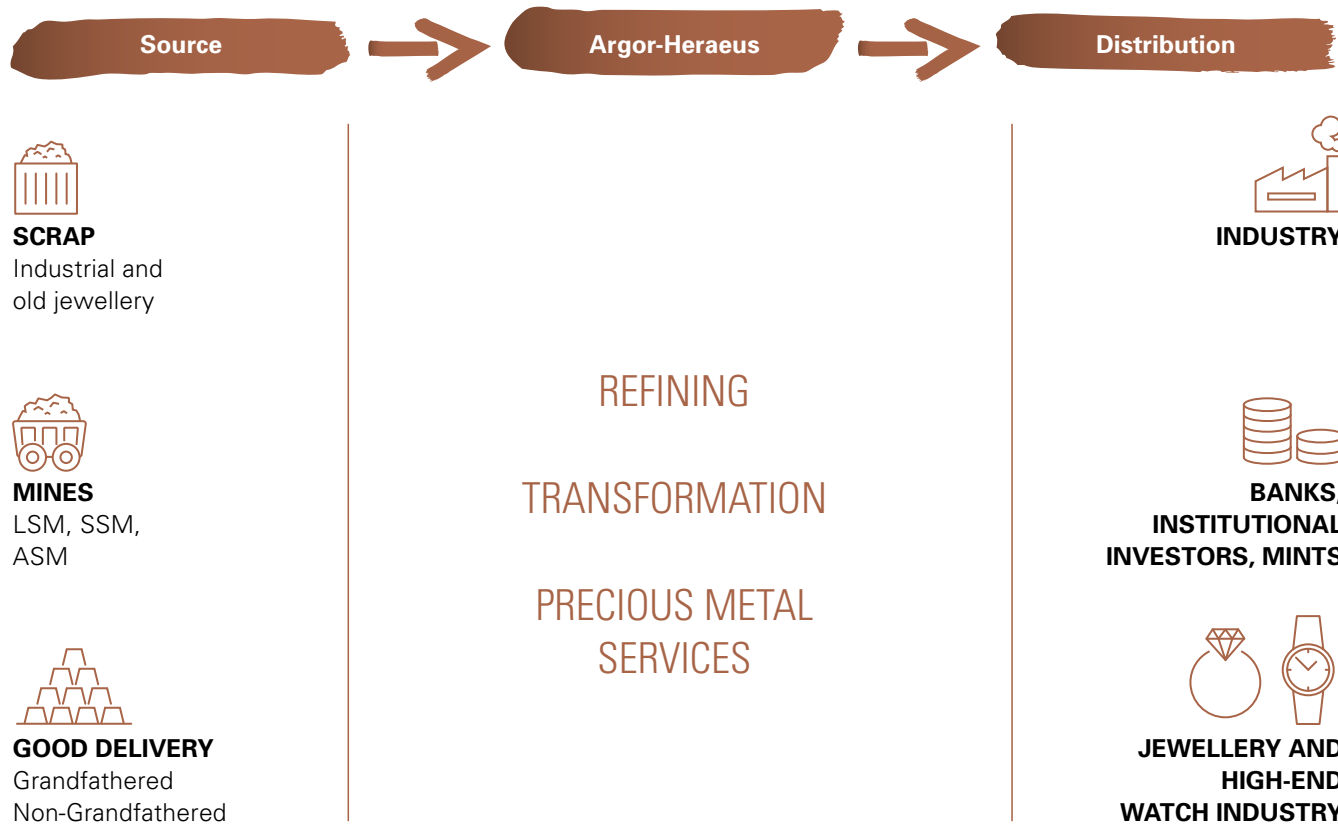 Source
Argor-Heraeus
Distribution
SCRAP
Industrial and
old jewellery
MINES
LSM, SSM,
ASM
GOOD DELIVERY
Grandfathered
Non-Grandfathered
REFINING
TRANSFORMATION
PRECIOUS METAL
SERVICES
INDUSTRY
BANKS,
INSTITUTIONAL
INVESTORS, MINTS
JEWELLERY AND
HIGH-END
WATCH INDUSTRY